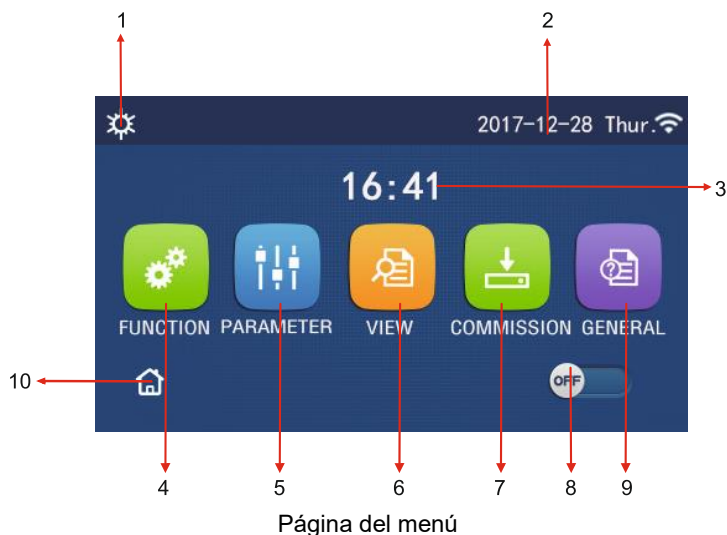 1 2
2017-12-28 Thur.
16:41 3
FUNCTION PARAMETER VIEW COMMISSION GENERAL
10 OFF
4 5 6 7 8 9
Página del menú